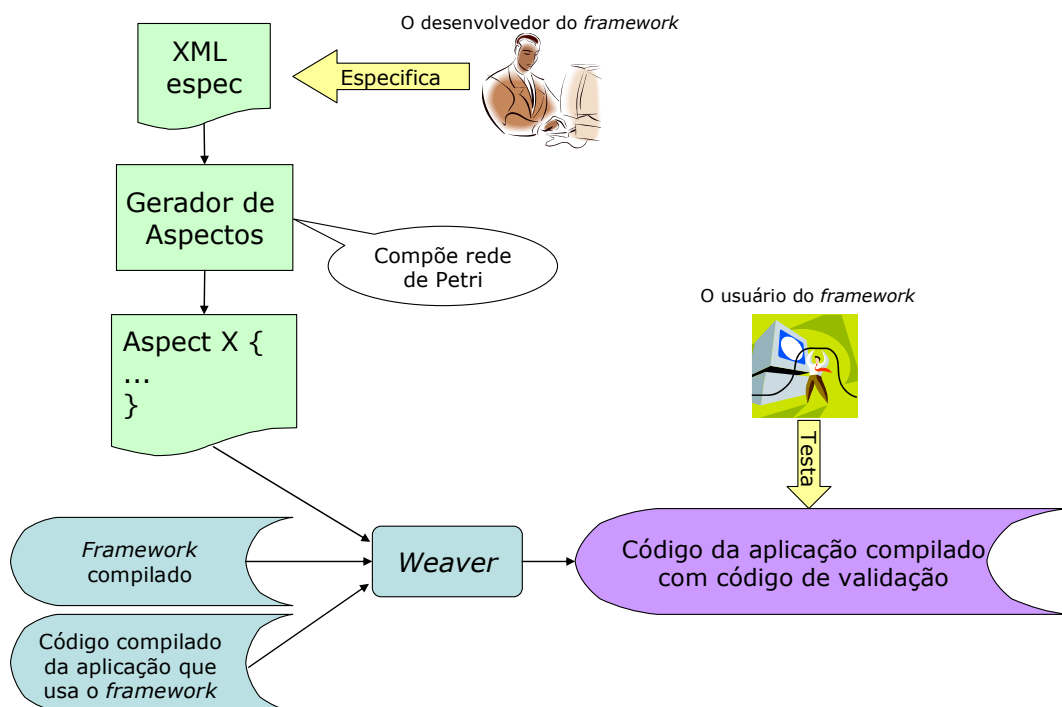 O desenvolvedor do framework
XML
espec
Especifica
Gerador de
Aspectos
Compõe rede
de Petri
O usuário do framework
Aspect X {
...
}
Testa
Framework
compilado
Weaver
Código da aplicação compilado
com código de validação
Código compilado
da aplicação que
usa o framework